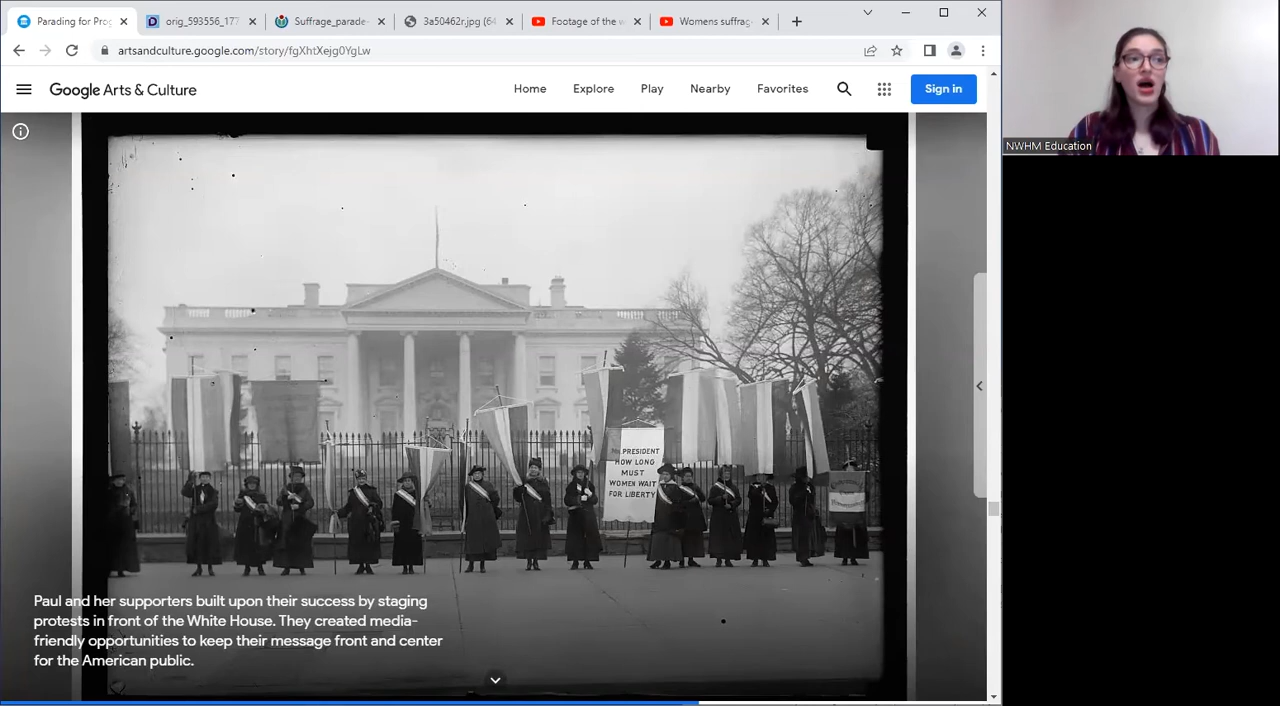 Parading for Prog
orig_593556_177
Suffrage_parade-
3a50462r.jpg (64
Footage of the w
Womens suffrag-
artsandculture.google.com/story/fgXhtXejg0YgLw
Google Arts & Culture
Home
Explore
Play
Nearby
Favorites
Sign in
NWHM Education
PRESIDENT
HOW LONG
MUST
WOMEN WAIT
FOR LIBERTY
Paul and her supporters built upon their success by staging
protests in front of the White House. They created media-
friendly opportunities to keep their message front and center
for the American public.